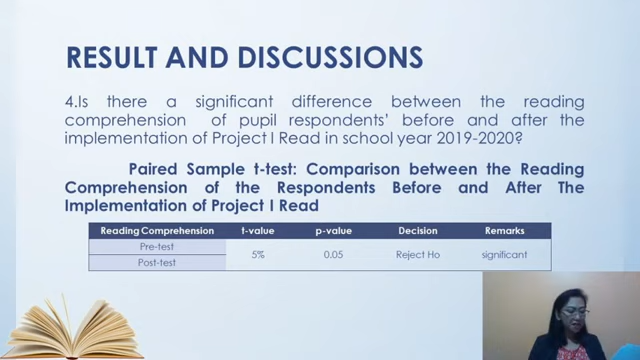 RESULT AND DISCUSSIONS
4.Is there a significant difference between the reading
comprehension of pupil respondents' before and after the
implementation of Project I Read in school year 2019-2020?
Paired Sample t-test: Comparison between the Reading
Comprehension of the Respondents Before and After The
Implementation of Project I Read
Reading Comprehension t-value p-value Decision Remarks
Pre-test
5% 0.05 Reject Ho significant
Post-test